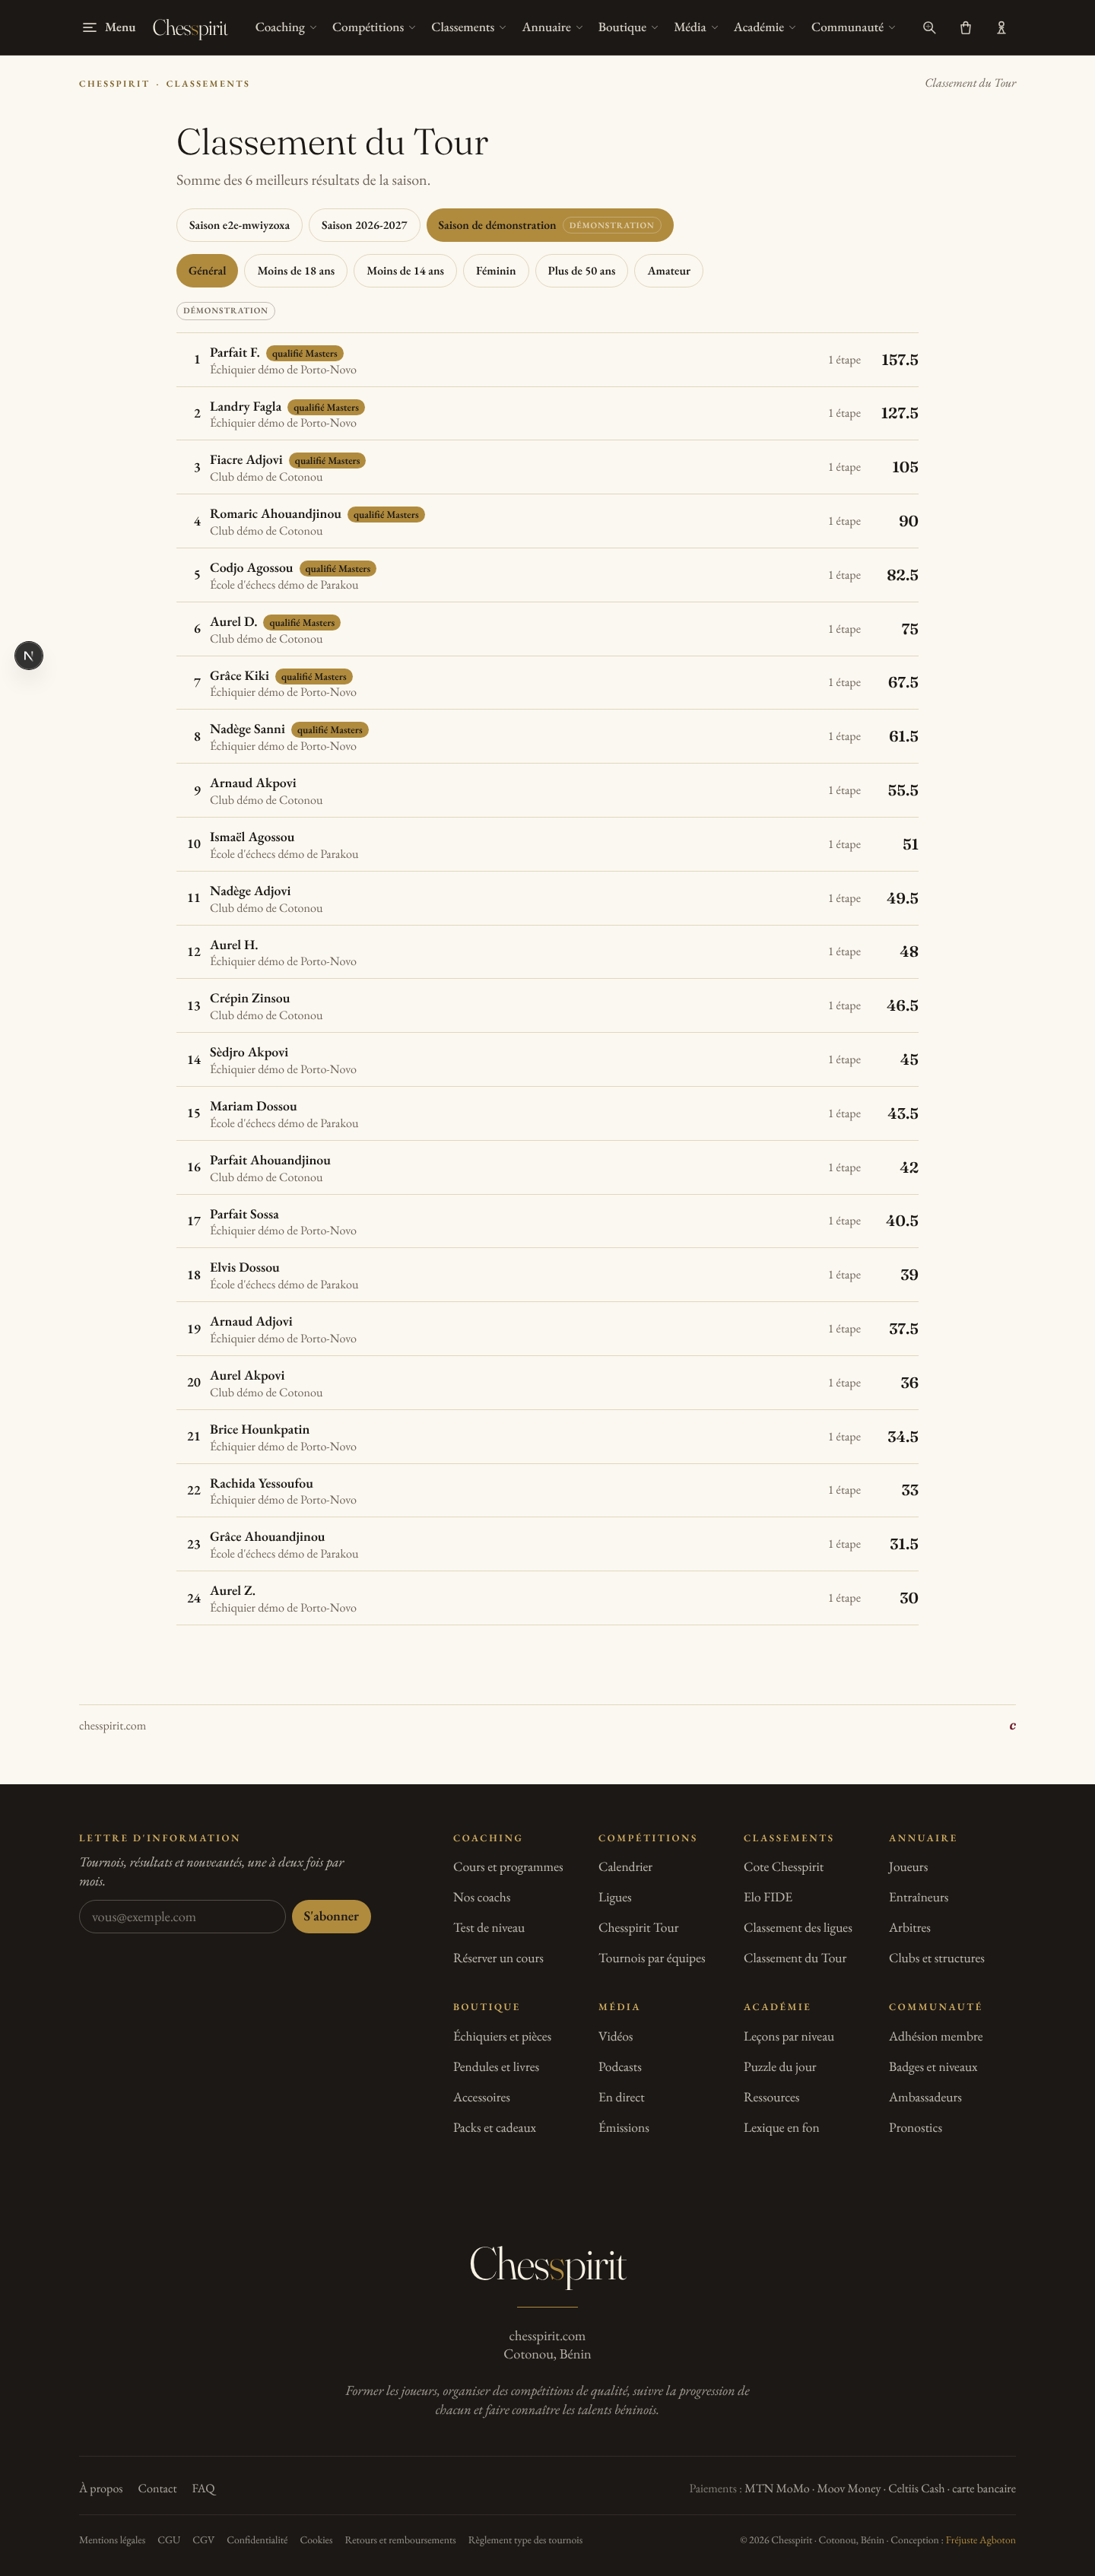 Menu
Chesspirit
Coaching
Compétitions
Classements
Annuaire
Boutique
Média
Académie
Communauté
CHESSPIRIT · CLASSEMENTS
Classement du Tour
Classement du Tour
Somme des 6 meilleurs résultats de la saison.
Saison e2e-mwiyzoxa
Saison 2026-2027
Saison de démonstration DÉMONSTRATION
Général
Moins de 18 ans
Moins de 14 ans
Féminin
Plus de 50 ans
Amateur
DÉMONSTRATION
1 Parfait F. qualifié Masters 1 étape 157.5
Échiquier démo de Porto-Novo
2 Landry Fagla qualifié Masters 1 étape 127.5
Échiquier démo de Porto-Novo
3 Fiacre Adjovi qualifié Masters 1 étape 105
Club démo de Cotonou
4 Romaric Ahouandjinou qualifié Masters 1 étape 90
Club démo de Cotonou
5 Codjo Agossou qualifié Masters 1 étape 82.5
École d'échecs démo de Parakou
6 Aurel D. qualifié Masters 1 étape 75
Club démo de Cotonou
7 Grâce Kiki qualifié Masters 1 étape 67.5
Échiquier démo de Porto-Novo
8 Nadège Sanni qualifié Masters 1 étape 61.5
Échiquier démo de Porto-Novo
9 Arnaud Akpovi 1 étape 55.5
Club démo de Cotonou
10 Ismaël Agossou 1 étape 51
École d'échecs démo de Parakou
11 Nadège Adjovi 1 étape 49.5
Club démo de Cotonou
12 Aurel H. 1 étape 48
Échiquier démo de Porto-Novo
13 Crépin Zinsou 1 étape 46.5
Club démo de Cotonou
14 Sèdjro Akpovi 1 étape 45
Échiquier démo de Porto-Novo
15 Mariam Dossou 1 étape 43.5
École d'échecs démo de Parakou
16 Parfait Ahouandjinou 1 étape 42
Club démo de Cotonou
17 Parfait Sossa 1 étape 40.5
Échiquier démo de Porto-Novo
18 Elvis Dossou 1 étape 39
École d'échecs démo de Parakou
19 Arnaud Adjovi 1 étape 37.5
Échiquier démo de Porto-Novo
20 Aurel Akpovi 1 étape 36
Club démo de Cotonou
21 Brice Hounkpatin 1 étape 34.5
Échiquier démo de Porto-Novo
22 Rachida Yessoufou 1 étape 33
Échiquier démo de Porto-Novo
23 Grâce Ahouandjinou 1 étape 31.5
École d'échecs démo de Parakou
24 Aurel Z. 1 étape 30
Échiquier démo de Porto-Novo
N
chesspirit.com
c
LETTRE D'INFORMATION
Tournois, résultats et nouveautés, une à deux fois par
mois.
vous@exemple.com
S'abonner
COACHING
Cours et programmes
Nos coachs
Test de niveau
Réserver un cours
COMPÉTITIONS
Calendrier
Ligues
Chesspirit Tour
Tournois par équipes
CLASSEMENTS
Cote Chesspirit
Elo FIDE
Classement des ligues
Classement du Tour
ANNUAIRE
Joueurs
Entraîneurs
Arbitres
Clubs et structures
BOUTIQUE
Échiquiers et pièces
Pendules et livres
Accessoires
Packs et cadeaux
MÉDIA
Vidéos
Podcasts
En direct
Émissions
ACADÉMIE
Leçons par niveau
Puzzle du jour
Ressources
Lexique en fon
COMMUNAUTÉ
Adhésion membre
Badges et niveaux
Ambassadeurs
Pronostics
Chesspirit
chesspirit.com
Cotonou, Bénin
Former les joueurs, organiser des compétitions de qualité, suivre la progression de
chacun et faire connaître les talents béninois.
À propos
Contact
FAQ
Paiements : MTN MoMo · Moov Money · Celtiis Cash · carte bancaire
Mentions légales
CGU
CGV
Confidentialité
Cookies
Retours et remboursements
Règlement type des tournois
© 2026 Chesspirit · Cotonou, Bénin · Conception : Fréjuste Agboton